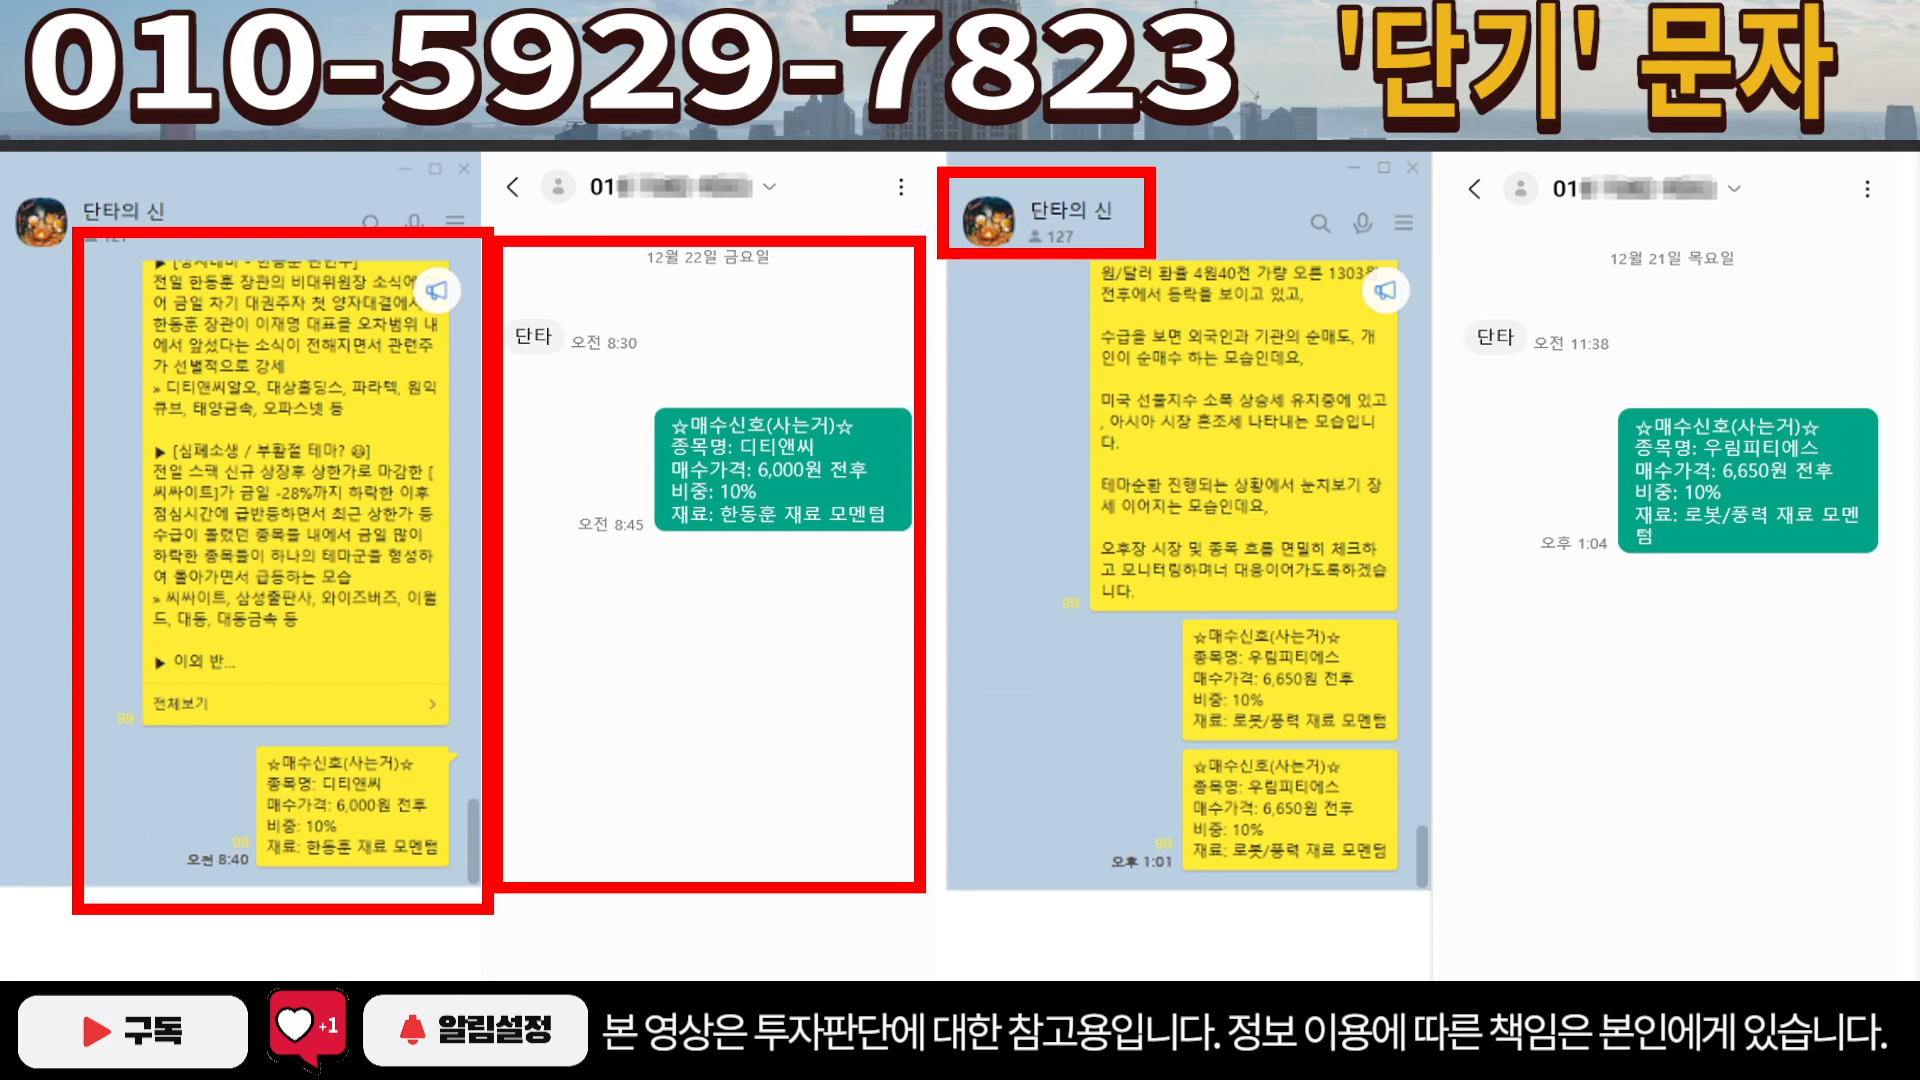 010-5929-7823 '단기' 문자
단타의 신
127
▶ [정치테마 - 한동훈 관련주]
전일 한동훈 장관의 비대위원장 소식에
어 금일 차기 대권주자 첫 양자대결에서
한동훈 장관이 이재명 대표를 오차범위 내
에서 앞섰다는 소식이 전해지면서 관련주
가 선별적으로 강세
» 디티앤씨알오, 대상홀딩스, 파라텍, 원익
큐브, 태양금속, 오파스넷 등
▶ [심폐소생 / 부활절 테마? 😂]
전일 스팩 신규 상장후 상한가로 마감한 [
씨싸이트]가 금일 -28%까지 하락한 이후
점심시간에 급반등하면서 최근 상한가 등
수급이 몰렸던 종목들 내에서 금일 많이
하락한 종목들이 하나의 테마군을 형성하
여 돌아가면서 급등하는 모습
» 씨싸이트, 삼성출판사, 와이즈버즈, 이월
드, 대동, 대동금속 등
▶ 이외 반...
전체보기
99
☆매수신호(사는거)☆
종목명: 디티앤씨
매수가격: 6,000원 전후
비중: 10%
재료: 한동훈 재료 모멘텀
99
오전 8:40
01
12월 22일 금요일
단타
오전 8:30
☆매수신호(사는거)☆
종목명: 디티앤씨
매수가격: 6,000원 전후
비중: 10%
재료: 한동훈 재료 모멘텀
오전 8:45
단타의 신
127
원/달러 환율 4원40전 가량 오른 1303원
전후에서 등락을 보이고 있고,
수급을 보면 외국인과 기관의 순매도, 개
인이 순매수 하는 모습인데요,
미국 선물지수 소폭 상승세 유지중에 있고
, 아시아 시장 혼조세 나타내는 모습입니
다.
테마순환 진행되는 상황에서 눈치보기 장
세 이어지는 모습인데요,
오후장 시장 및 종목 흐름 면밀히 체크하
고 모니터링하며너 대응이어가도록하겠습
니다.
99
☆매수신호(사는거)☆
종목명: 우림피티에스
매수가격: 6,650원 전후
비중: 10%
재료: 로봇/풍력 재료 모멘텀
☆매수신호(사는거)☆
종목명: 우림피티에스
매수가격: 6,650원 전후
비중: 10%
재료: 로봇/풍력 재료 모멘텀
99
오후 1:01
01
12월 21일 목요일
단타
오전 11:38
☆매수신호(사는거)☆
종목명: 우림피티에스
매수가격: 6,650원 전후
비중: 10%
재료: 로봇/풍력 재료 모멘
텀
오후 1:04
구독
+1
알림설정
본 영상은 투자판단에 대한 참고용입니다. 정보 이용에 따른 책임은 본인에게 있습니다.